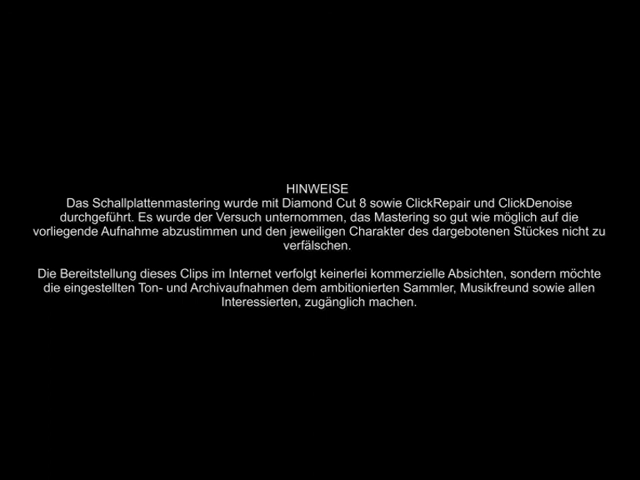 HINWEISE
Das Schallplattenmastering wurde mit Diamond Cut 8 sowie ClickRepair und ClickDenoise
durchgeführt. Es wurde der Versuch unternommen, das Mastering so gut wie möglich auf die
vorliegende Aufnahme abzustimmen und den jeweiligen Charakter des dargebotenen Stückes nicht zu
verfälschen.
Die Bereitstellung dieses Clips im Internet verfolgt keinerlei kommerzielle Absichten, sondern möchte
die eingestellten Ton- und Archivaufnahmen dem ambitionierten Sammler, Musikfreund sowie allen
Interessierten, zugänglich machen.